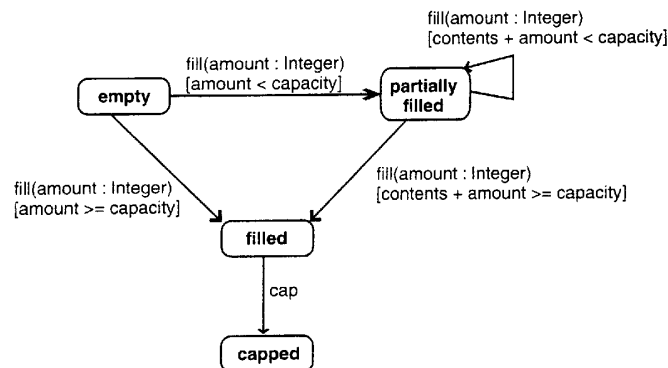 fill(amount : Integer)
[contents + amount < capacity]
fill(amount : Integer)
[amount < capacity]
empty
partially
filled
fill(amount : Integer)
[amount >= capacity]
fill(amount : Integer)
[contents + amount >= capacity]
filled
cap
capped